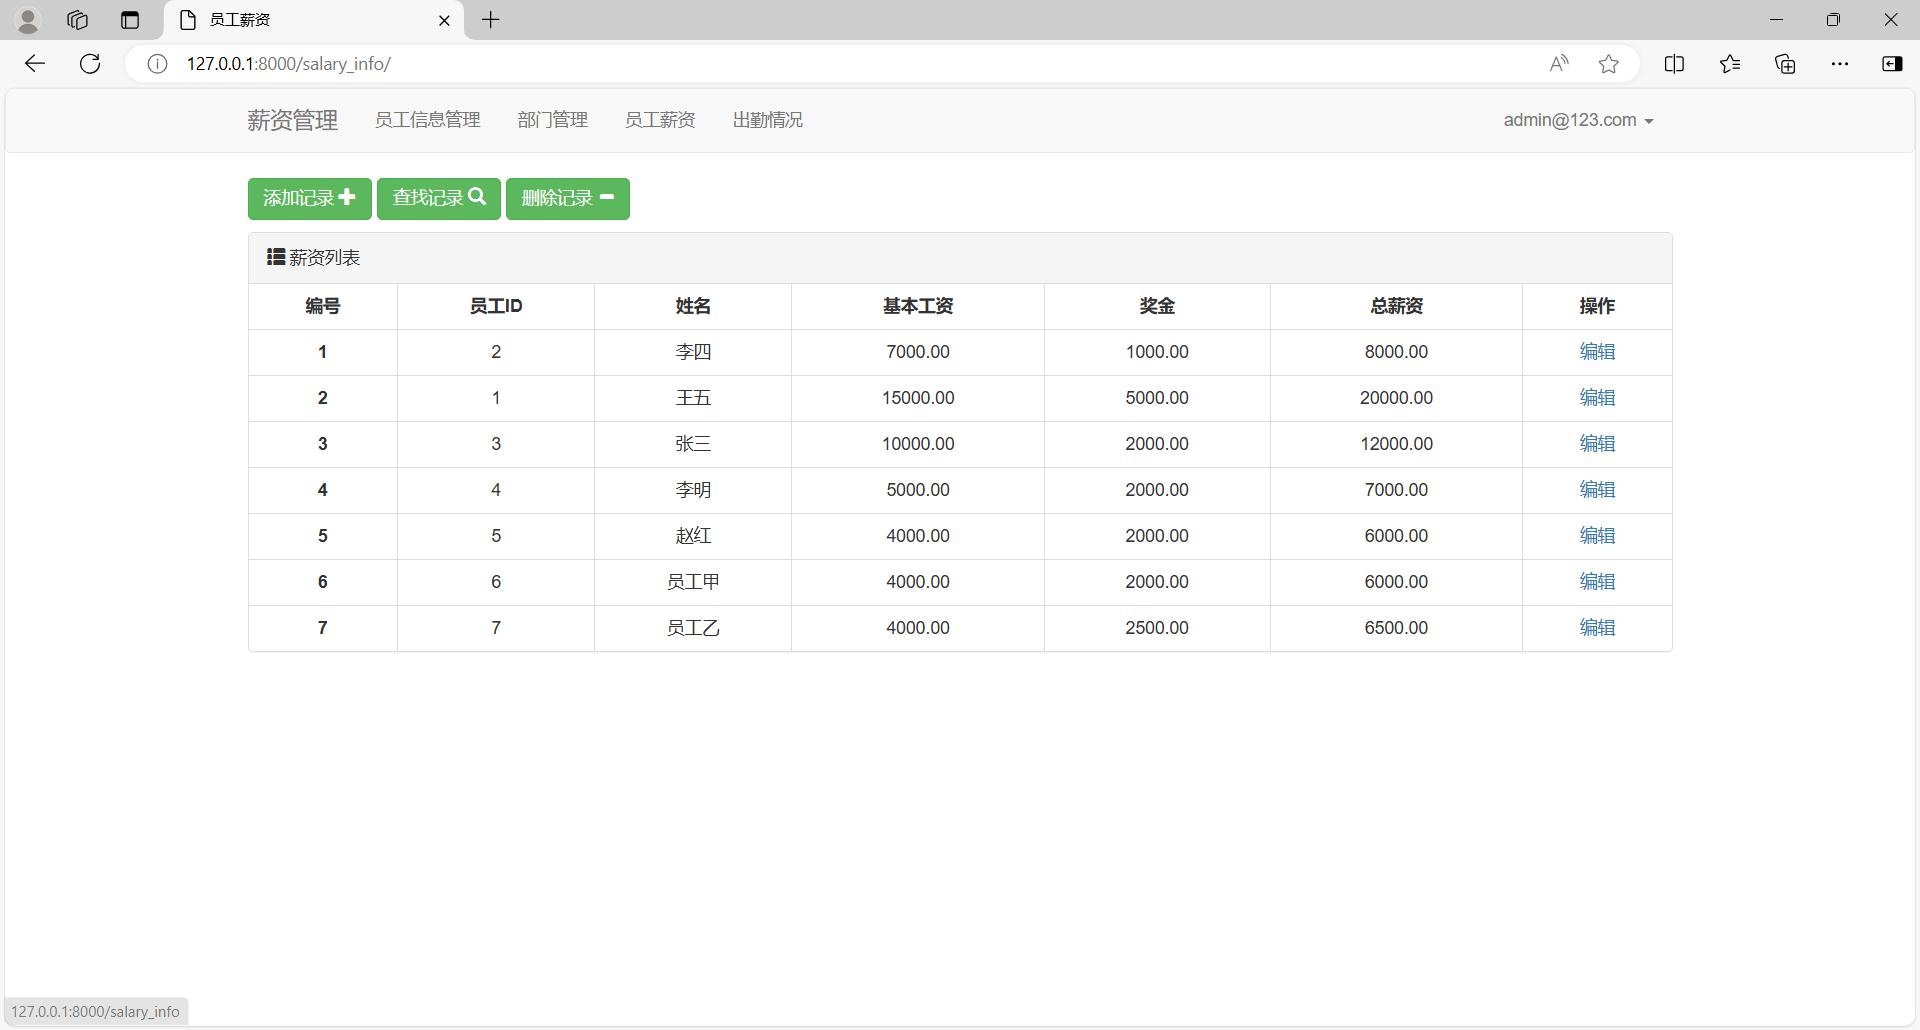 员工薪资
127.0.0.1:8000/salary_info/
薪资管理 员工信息管理 部门管理 员工薪资 出勤情况 admin@123.com
添加记录 查找记录 删除记录
薪资列表
编号 员工ID 姓名 基本工资 奖金 总薪资 操作
1 2 李四 7000.00 1000.00 8000.00 编辑
2 1 王五 15000.00 5000.00 20000.00 编辑
3 3 张三 10000.00 2000.00 12000.00 编辑
4 4 李明 5000.00 2000.00 7000.00 编辑
5 5 赵红 4000.00 2000.00 6000.00 编辑
6 6 员工甲 4000.00 2000.00 6000.00 编辑
7 7 员工乙 4000.00 2500.00 6500.00 编辑
127.0.0.1:8000/salary_info